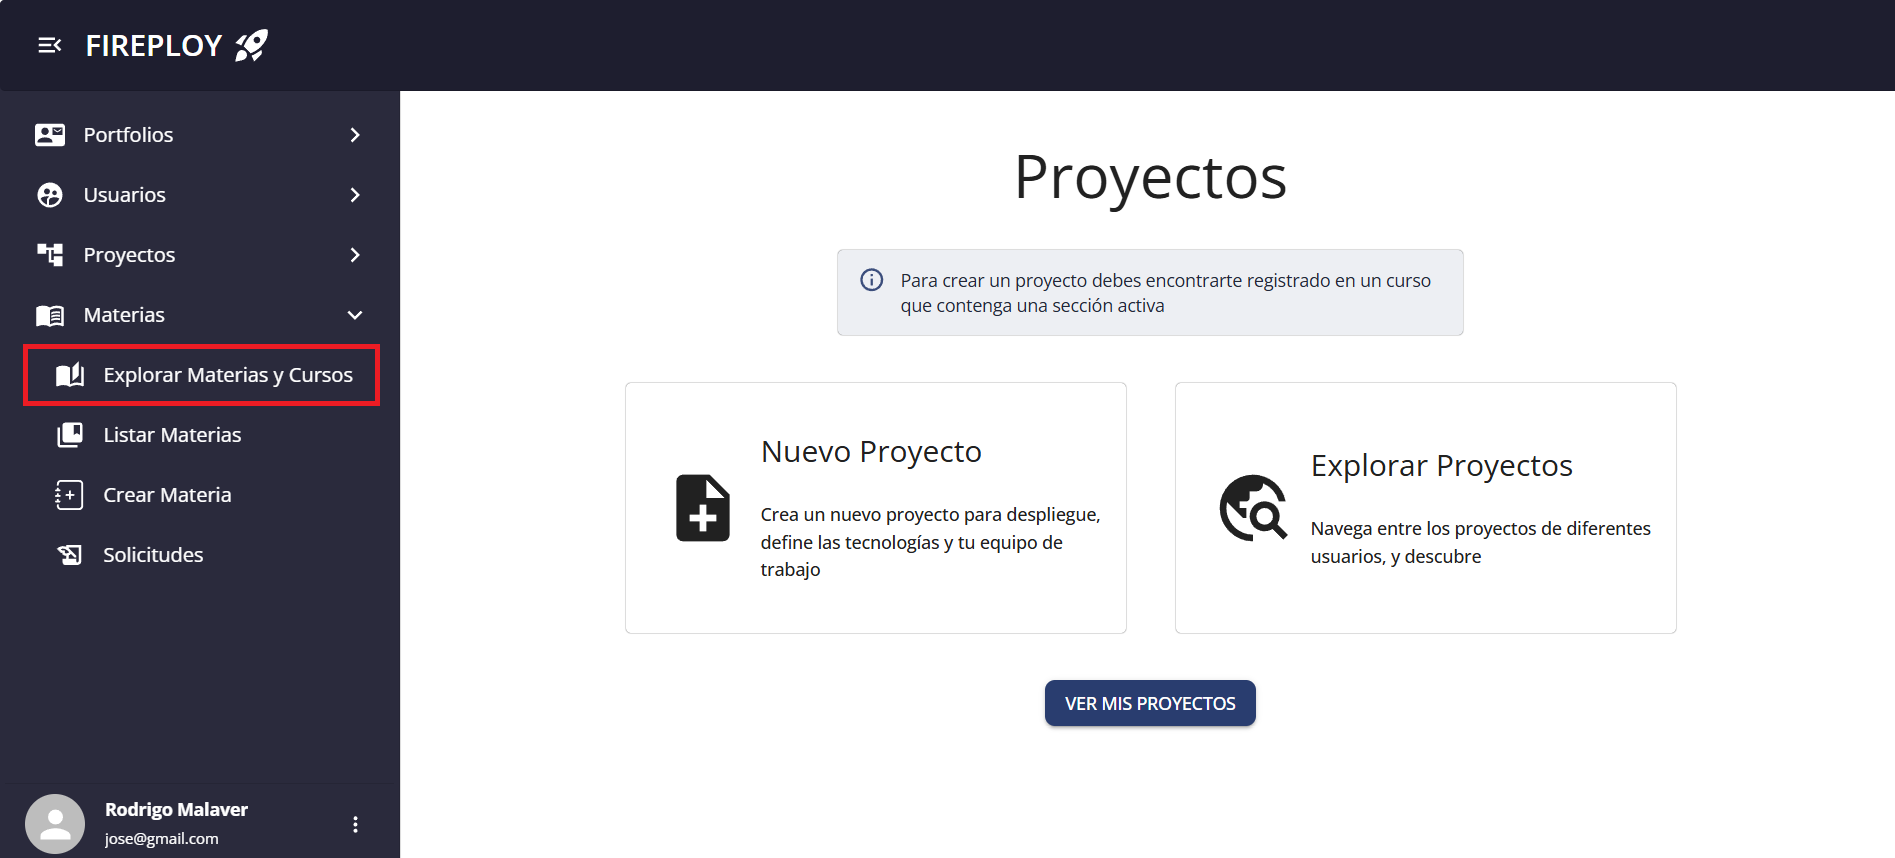 FIREPLOY
Portfolios
Usuarios
Proyectos
Materias
Explorar Materias y Cursos
Listar Materias
Crear Materia
Solicitudes
Rodrigo Malaver
jose@gmail.com
Proyectos
Para crear un proyecto debes encontrarte registrado en un curso
que contenga una sección activa
Nuevo Proyecto
Crea un nuevo proyecto para despliegue,
define las tecnologías y tu equipo de
trabajo
Explorar Proyectos
Navega entre los proyectos de diferentes
usuarios, y descubre
VER MIS PROYECTOS